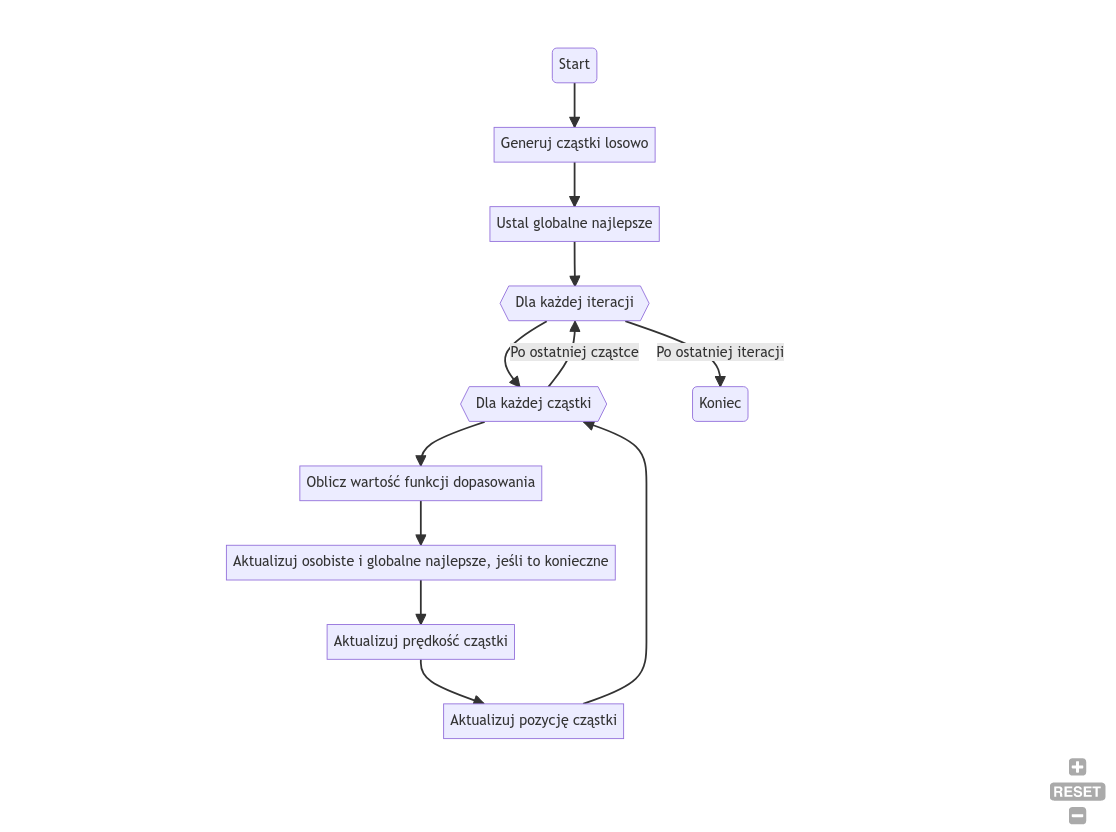 Start
Generuj cząstki losowo
Ustal globalne najlepsze
Dla każdej iteracji
Po ostatniej cząstce
Po ostatniej iteracji
Dla każdej cząstki
Koniec
Oblicz wartość funkcji dopasowania
Aktualizuj osobiste i globalne najlepsze, jeśli to konieczne
Aktualizuj prędkość cząstki
Aktualizuj pozycję cząstki
RESET